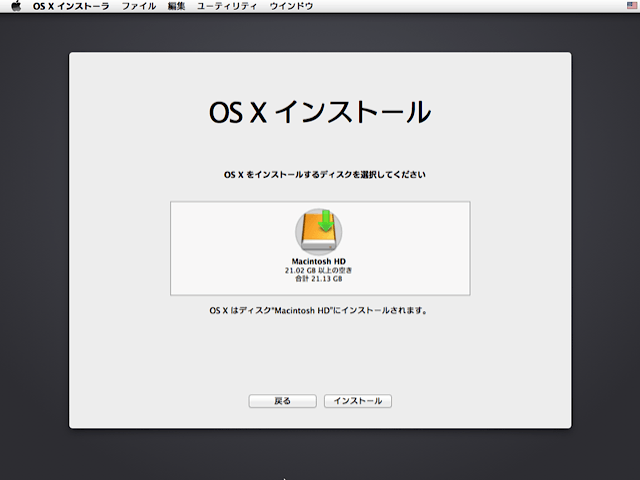 OS X インストーラ ファイル 編集 ユーティリティ ウインドウ
OS X インストール
OS X をインストールするディスクを選択してください
Macintosh HD
21.02 GB 以上の空き
合計 21.13 GB
OS X はディスク“Macintosh HD”にインストールされます。
戻る インストール